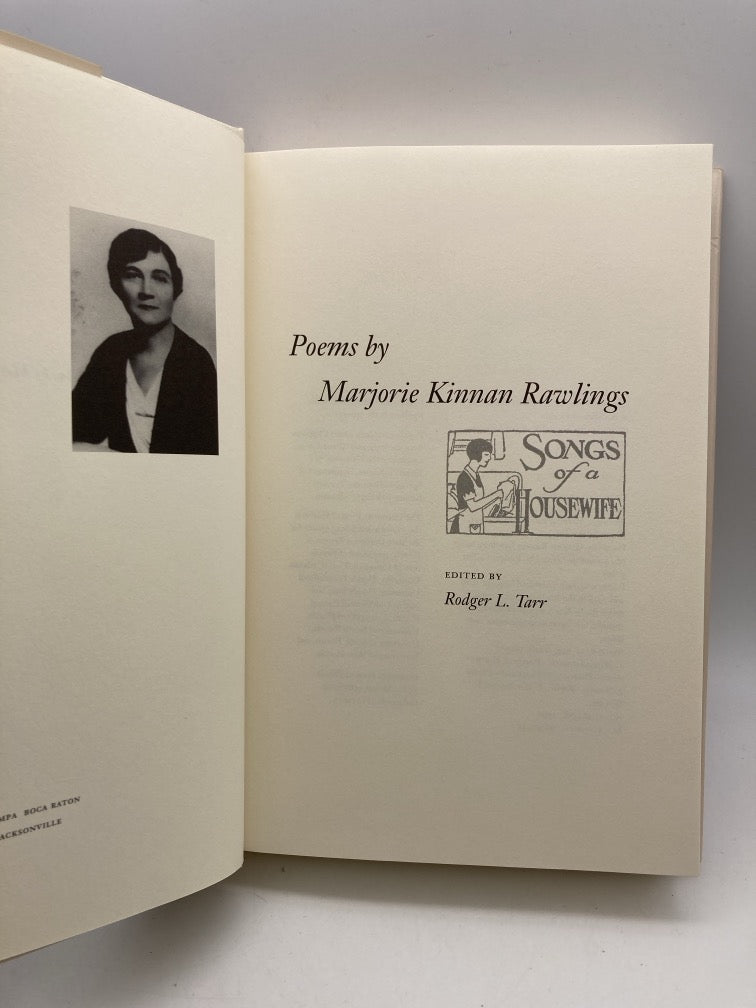 BOCA RATON
Poems by
Marjorie Kinnan Rawlings
SONGS
of a
HOUSEWIFE
EDITED BY
Rodger L. Tarr